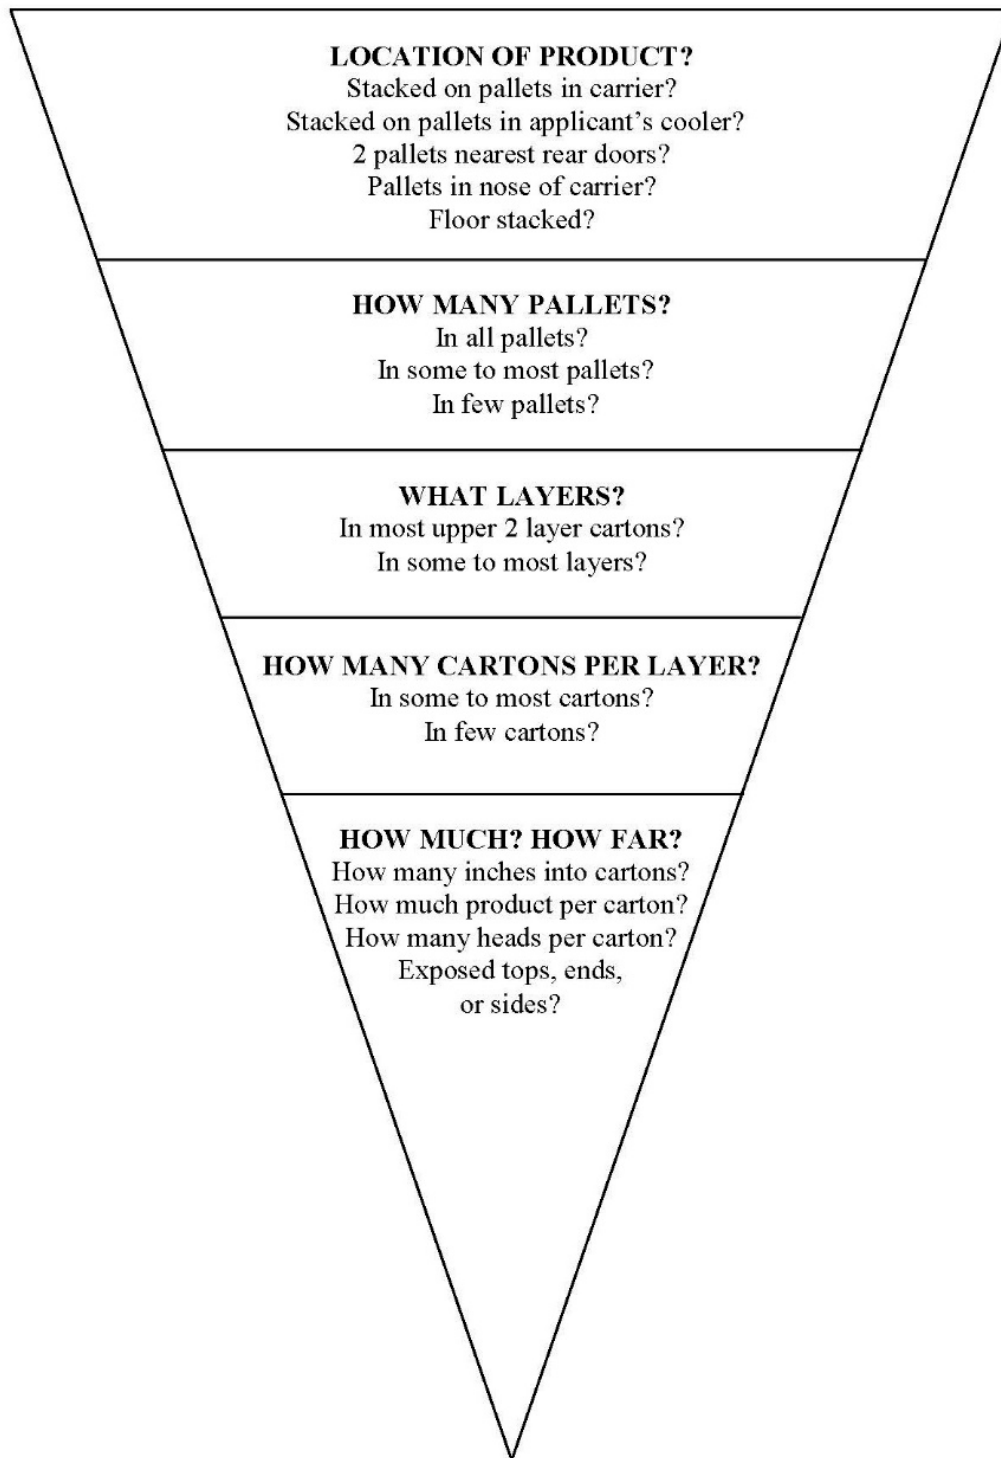 LOCATION OF PRODUCT?
Stacked on pallets in carrier?
Stacked on pallets in applicant's cooler?
2 pallets nearest rear doors?
Pallets in nose of carrier?
Floor stacked?
HOW MANY PALLETS?
In all pallets?
In some to most pallets?
In few pallets?
WHAT LAYERS?
In most upper 2 layer cartons?
In some to most layers?
HOW MANY CARTONS PER LAYER?
In some to most cartons?
In few cartons?
HOW MUCH? HOW FAR?
How many inches into cartons?
How much product per carton?
How many heads per carton?
Exposed tops, ends,
or sides?